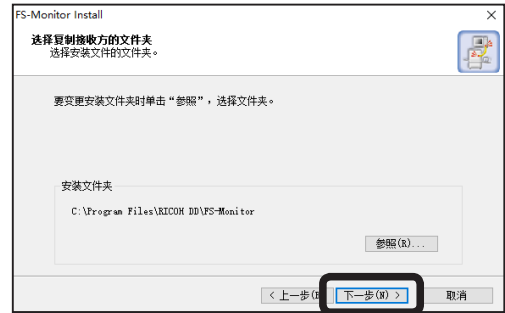 FS-Monitor Install
选择复制接收方的文件夹
选择安装文件的文件夹。
要变更安装文件夹时单击“参照”，选择文件夹。
安装文件夹
C:\Program Files\RICOH DD\FS-Monitor
参照(R)...
< 上一步(B 下一步(N) > 取消